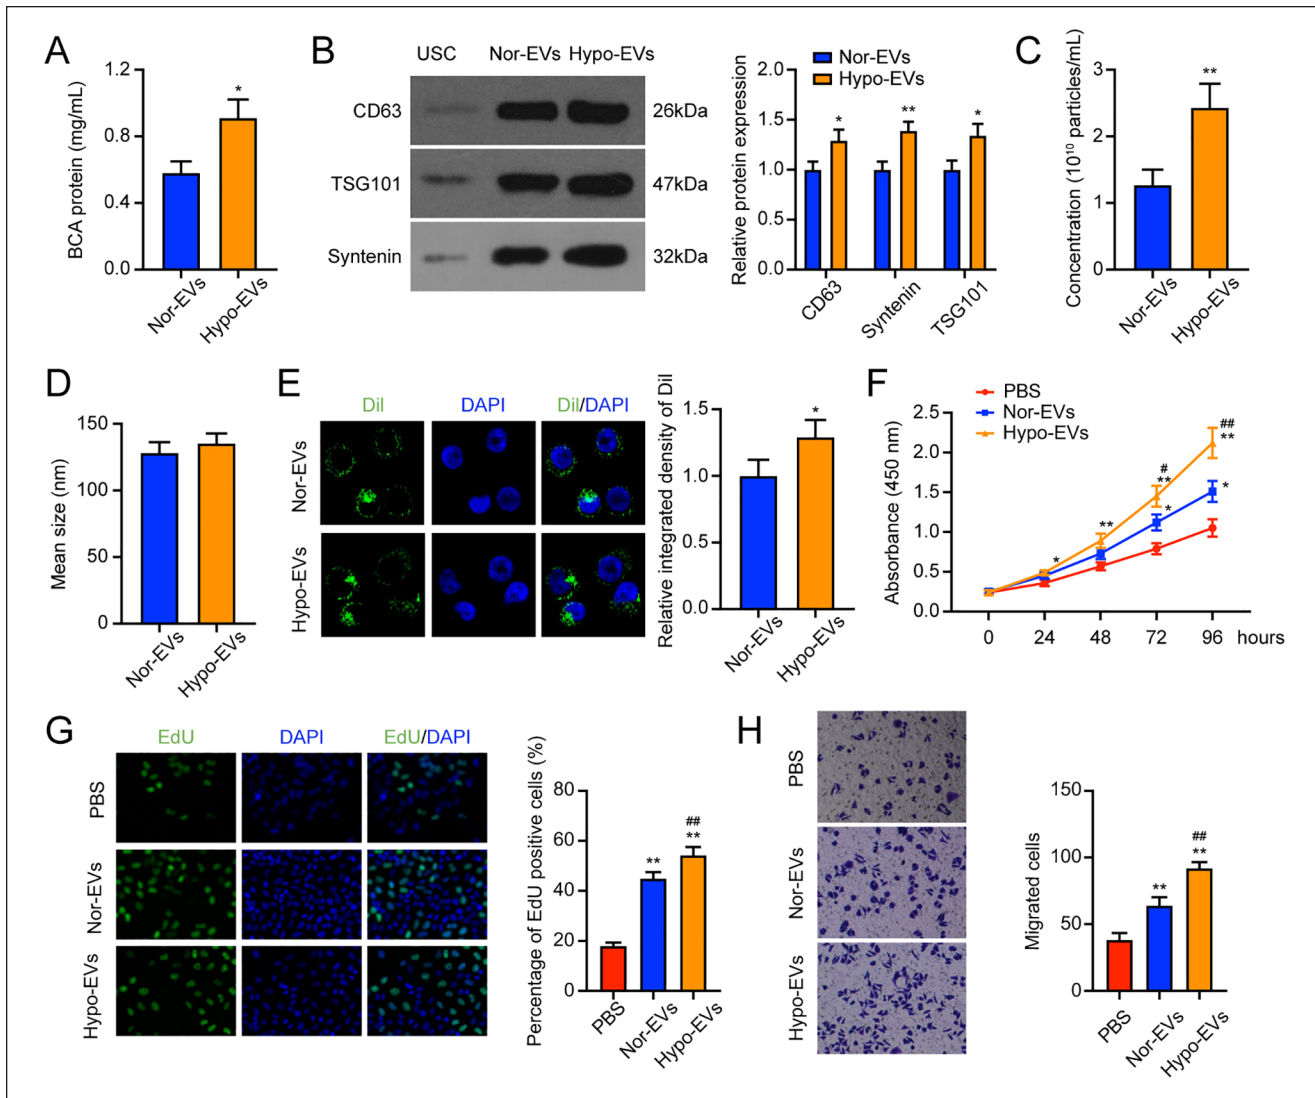 A
BCA protein (mg/mL)
1.2
0.8
0.4
0.0
*
Nor-EVs
Hypo-EVs
B
USC Nor-EVs Hypo-EVs
CD63 26kDa
TSG101 47kDa
Syntenin 32kDa
Nor-EVs
Hypo-EVs
Relative protein expression
2.0
1.5
1.0
0.5
0.0
* ** *
CD63
Syntenin
TSG101
C
Concentration (10¹⁰ particles/mL)
3
2
1
0
**
Nor-EVs
Hypo-EVs
D
Mean size (nm)
150
100
50
0
Nor-EVs
Hypo-EVs
E
Dil DAPI Dil/DAPI
Nor-EVs
Hypo-EVs
Relative integrated density of Dil
1.5
1.0
0.5
0.0
*
Nor-EVs
Hypo-EVs
F
PBS
Nor-EVs
Hypo-EVs
Absorbance (450 nm)
2.5
2.0
1.5
1.0
0.5
0.0
*
**
#
**
*
##
**
*
0 24 48 72 96 hours
G
EdU DAPI EdU/DAPI
PBS
Nor-EVs
Hypo-EVs
Percentage of EdU positive cells (%)
80
60
40
20
0
**
##
**
PBS
Nor-EVs
Hypo-EVs
H
PBS
Nor-EVs
Hypo-EVs
Migrated cells
150
100
50
0
**
##
**
PBS
Nor-EVs
Hypo-EVs